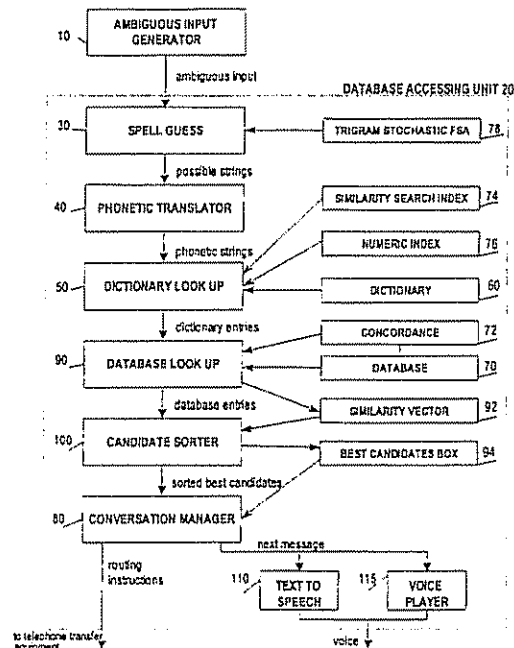 10
AMBIGUOUS INPUT
GENERATOR
ambiguous input
DATABASE ACCESSING UNIT 20
30
SPELL GUESS
TRIGRAM STOCHASTIC FSA
78
possible strings
40
PHONETIC TRANSLATOR
SIMILARITY SEARCH INDEX
74
phonetic strings
NUMERIC INDEX
76
50
DICTIONARY LOOK UP
DICTIONARY
60
dictionary entries
CONCORDANCE
72
90
DATABASE LOOK UP
DATABASE
70
database entries
SIMILARITY VECTOR
92
100
CANDIDATE SORTER
BEST CANDIDATES BOX
94
sorted best candidates
80
CONVERSATION MANAGER
next message
routing
instructions
110
TEXT TO
SPEECH
115
VOICE
PLAYER
to telephone transfer
equipment
voice